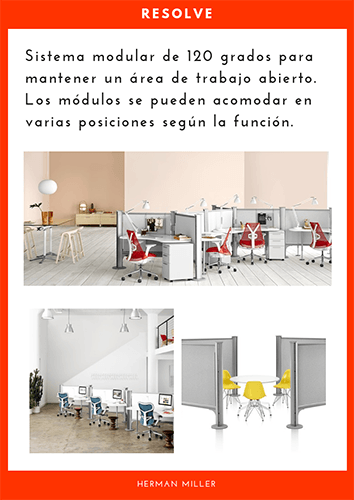 RESOLVE
Sistema modular de 120 grados para
mantener un área de trabajo abierto.
Los módulos se pueden acomodar en
varias posiciones según la función.
HERMAN MILLER